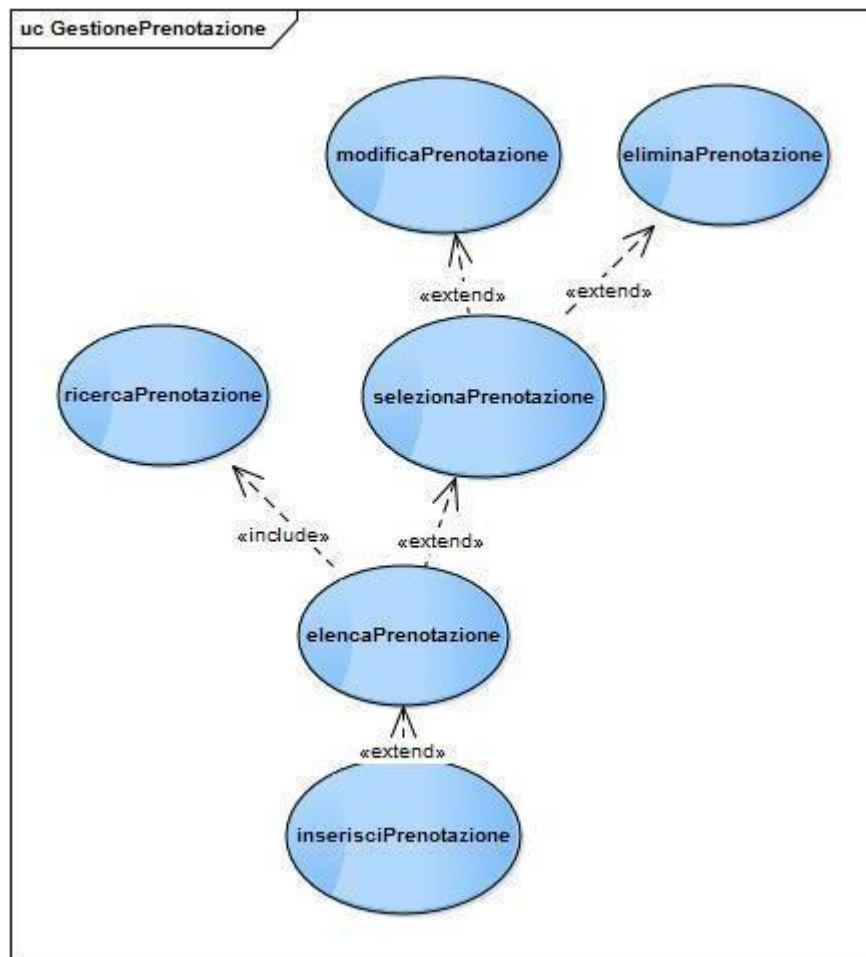 uc GestionePrenotazione
modificaPrenotazione
eliminaPrenotazione
«extend»
«extend»
ricercaPrenotazione
selezionaPrenotazione
«include»
«extend»
elencaPrenotazione
«extend»
inserisciPrenotazione